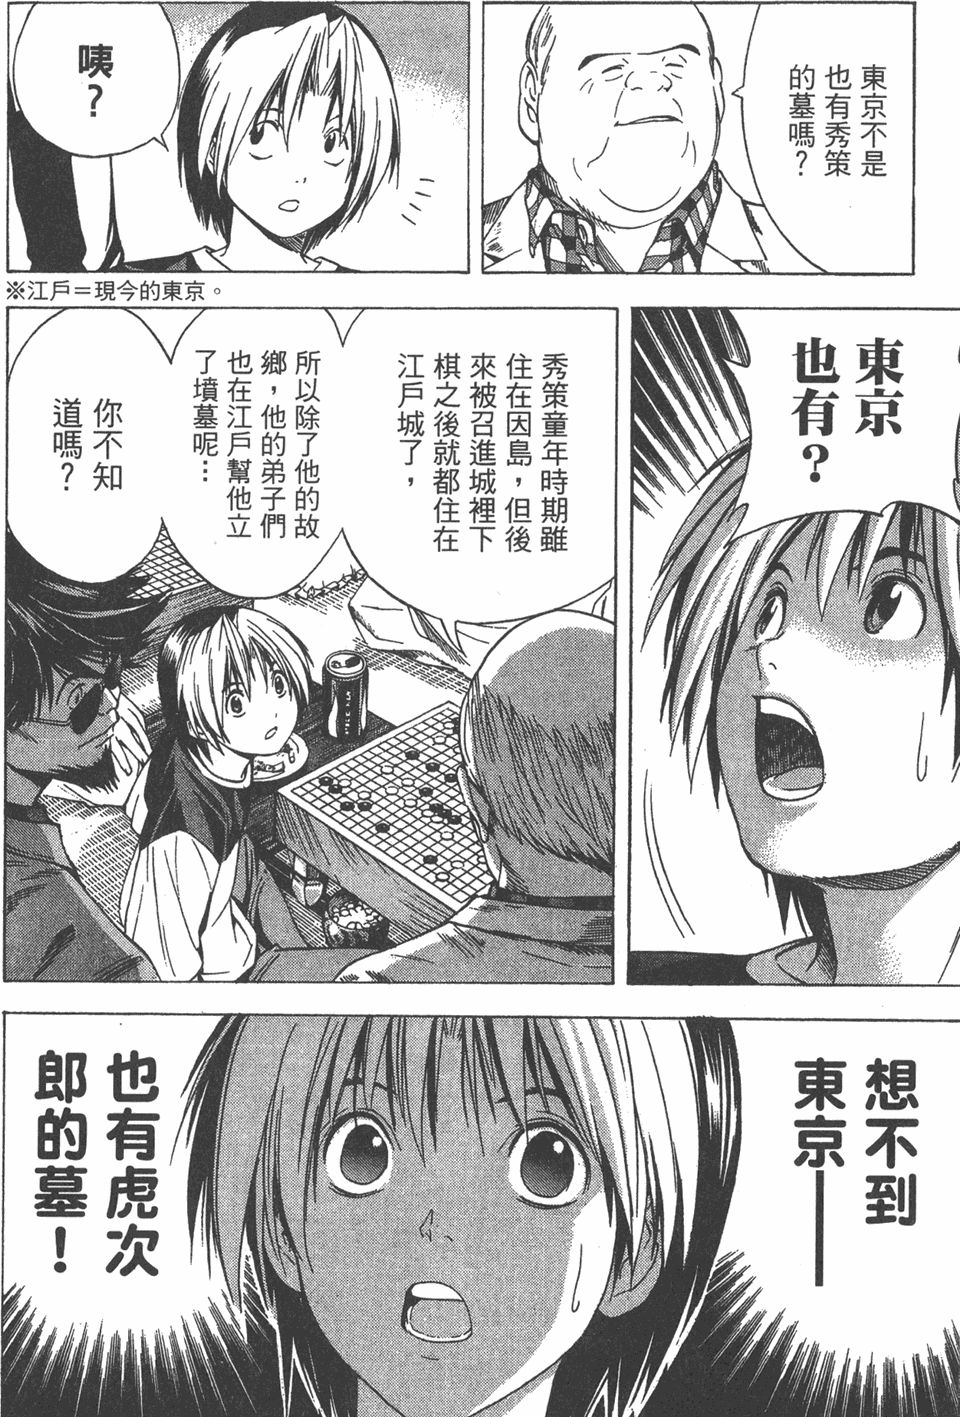 東京不是
也有秀策
的墓嗎？
咦？
※江戶＝現今的東京。
東京
也有？
秀策童年時期雖
住在因島，但後
來被召進城裡下
棋之後就都住在
江戶城了，
所以除了他的故
鄉，他的弟子們
也在江戶幫他立
了墳墓呢…
你不知
道嗎？
想不到
東京——
也有虎次
郎的墓！